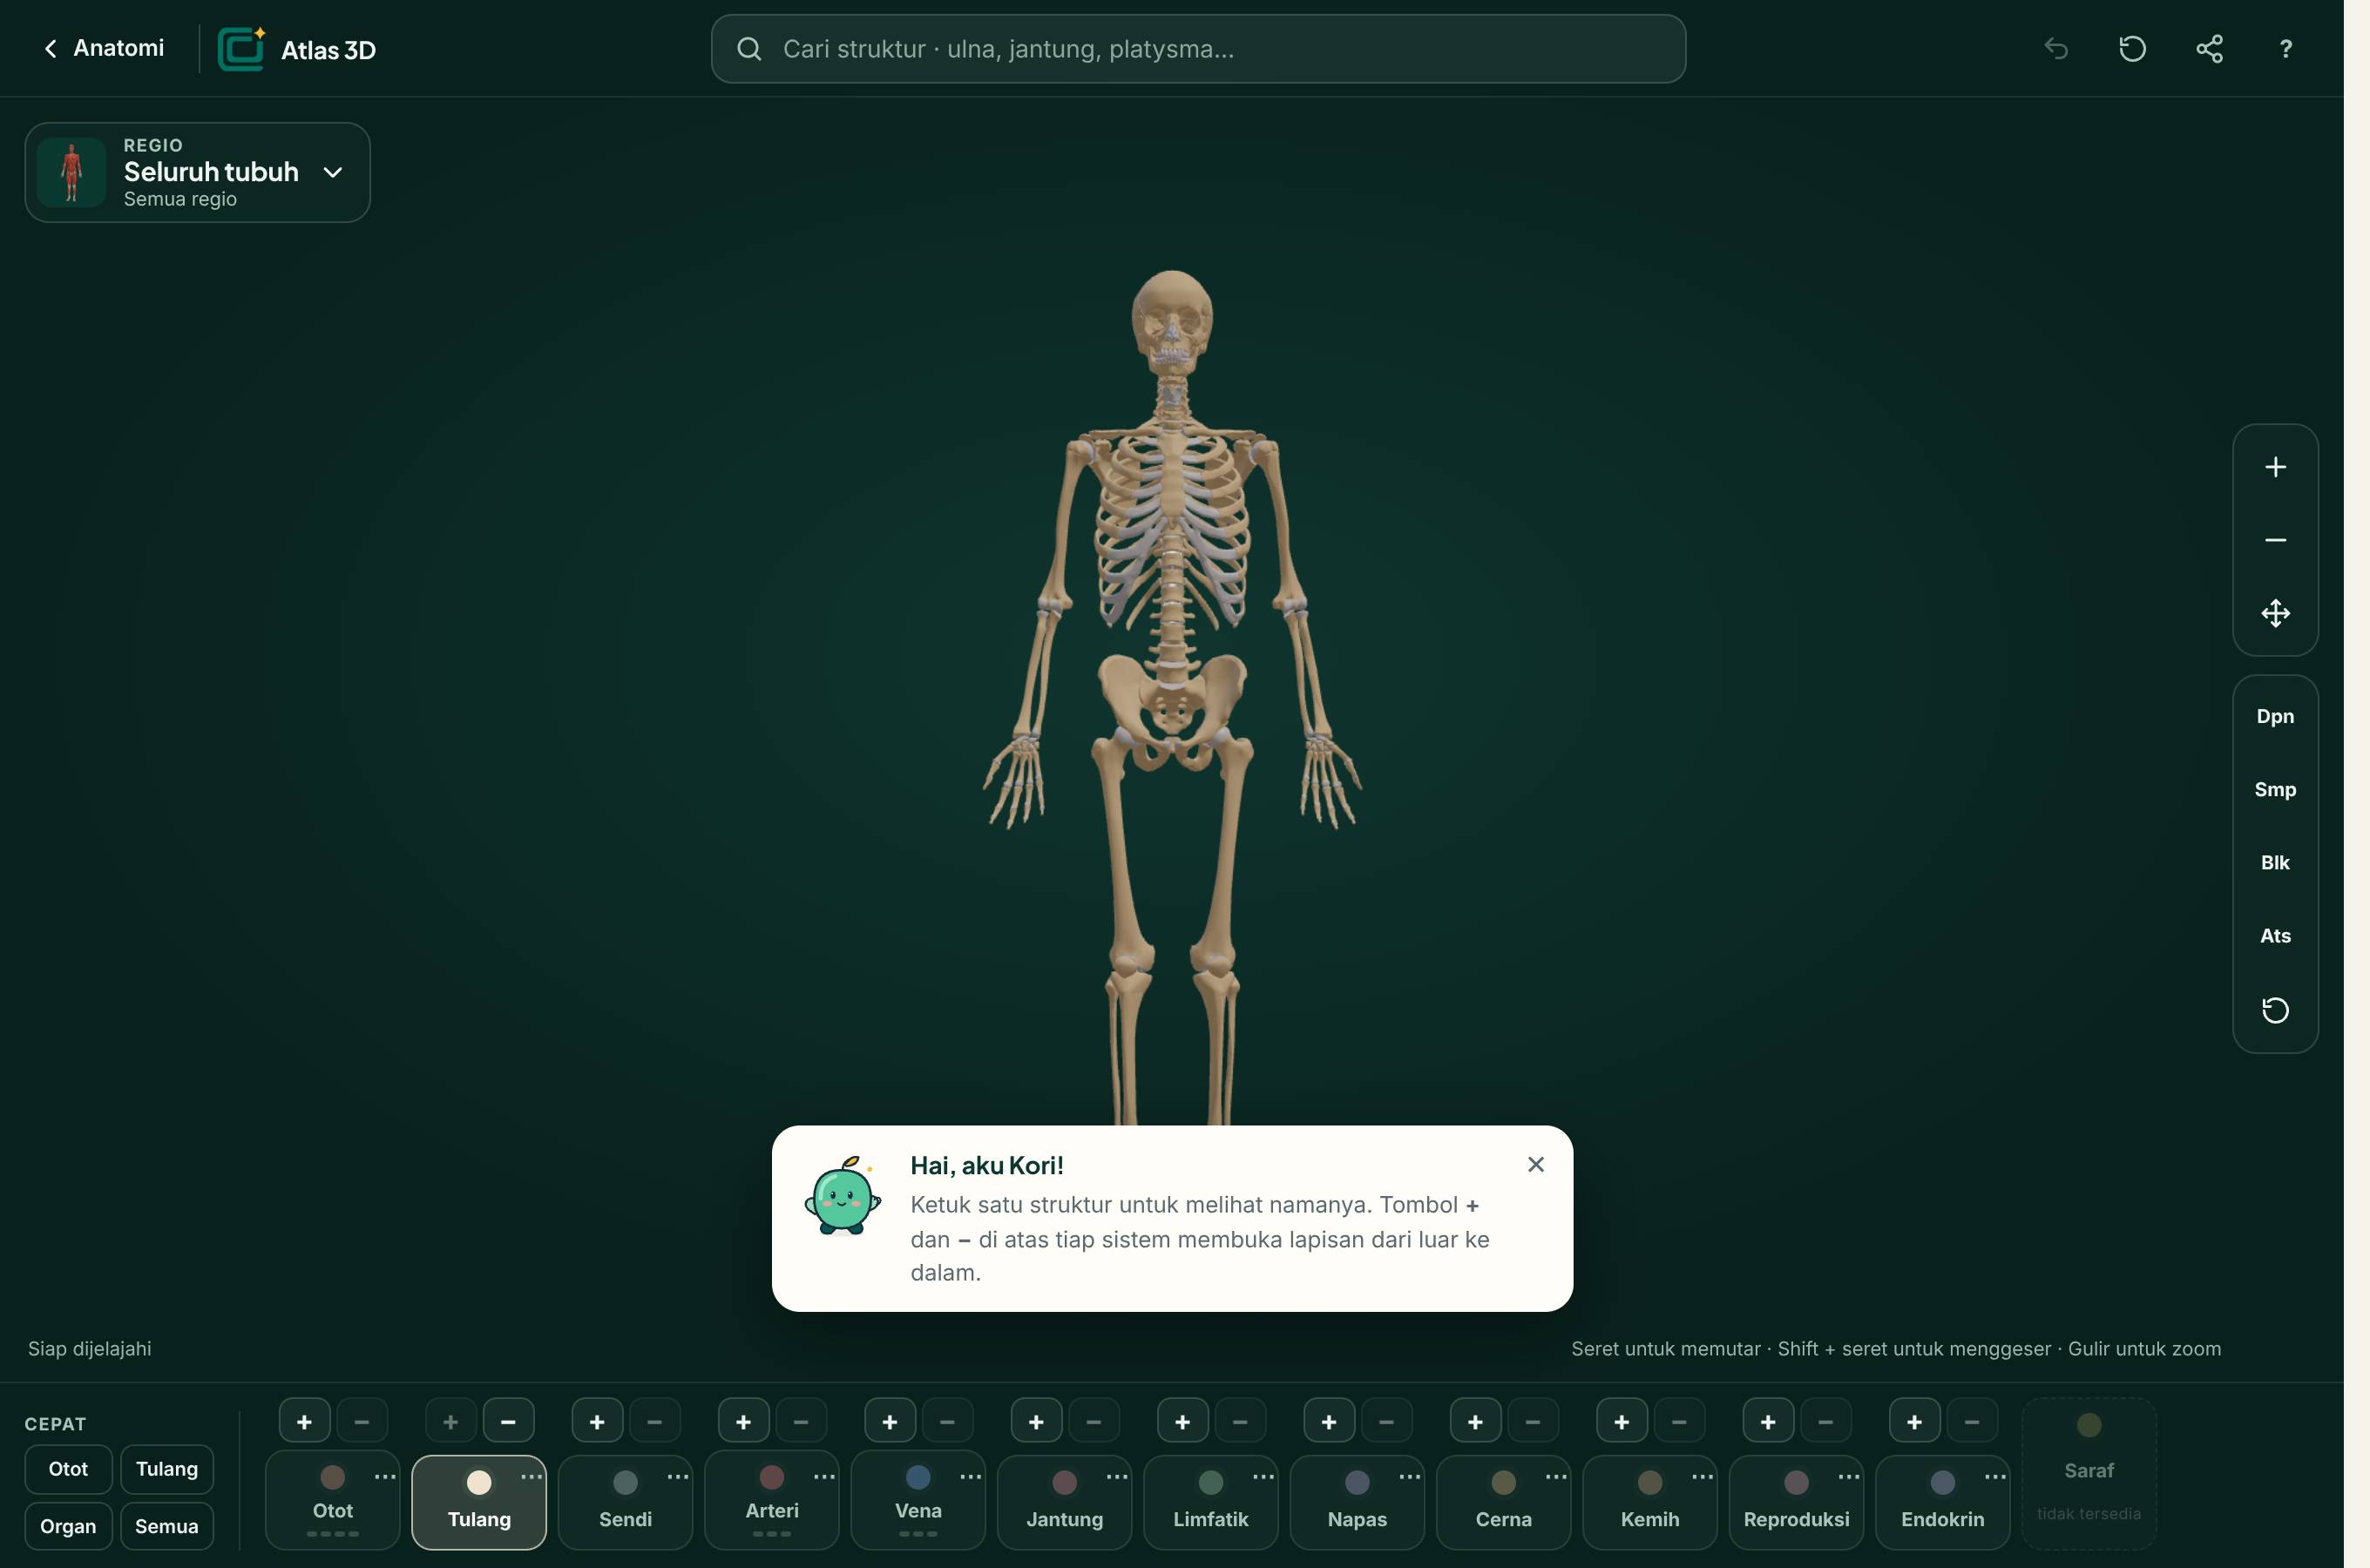 Anatomi
Atlas 3D
Cari struktur · ulna, jantung, platysma...
?
REGIO
Seluruh tubuh
Semua regio
Dpn
Smp
Blk
Ats
Hai, aku Kori!
Ketuk satu struktur untuk melihat namanya. Tombol +
dan − di atas tiap sistem membuka lapisan dari luar ke
dalam.
Siap dijelajahi
Seret untuk memutar · Shift + seret untuk menggeser · Gulir untuk zoom
CEPAT
Otot
Tulang
Organ
Semua
Otot
Tulang
Sendi
Arteri
Vena
Jantung
Limfatik
Napas
Cerna
Kemih
Reproduksi
Endokrin
Saraf
tidak tersedia